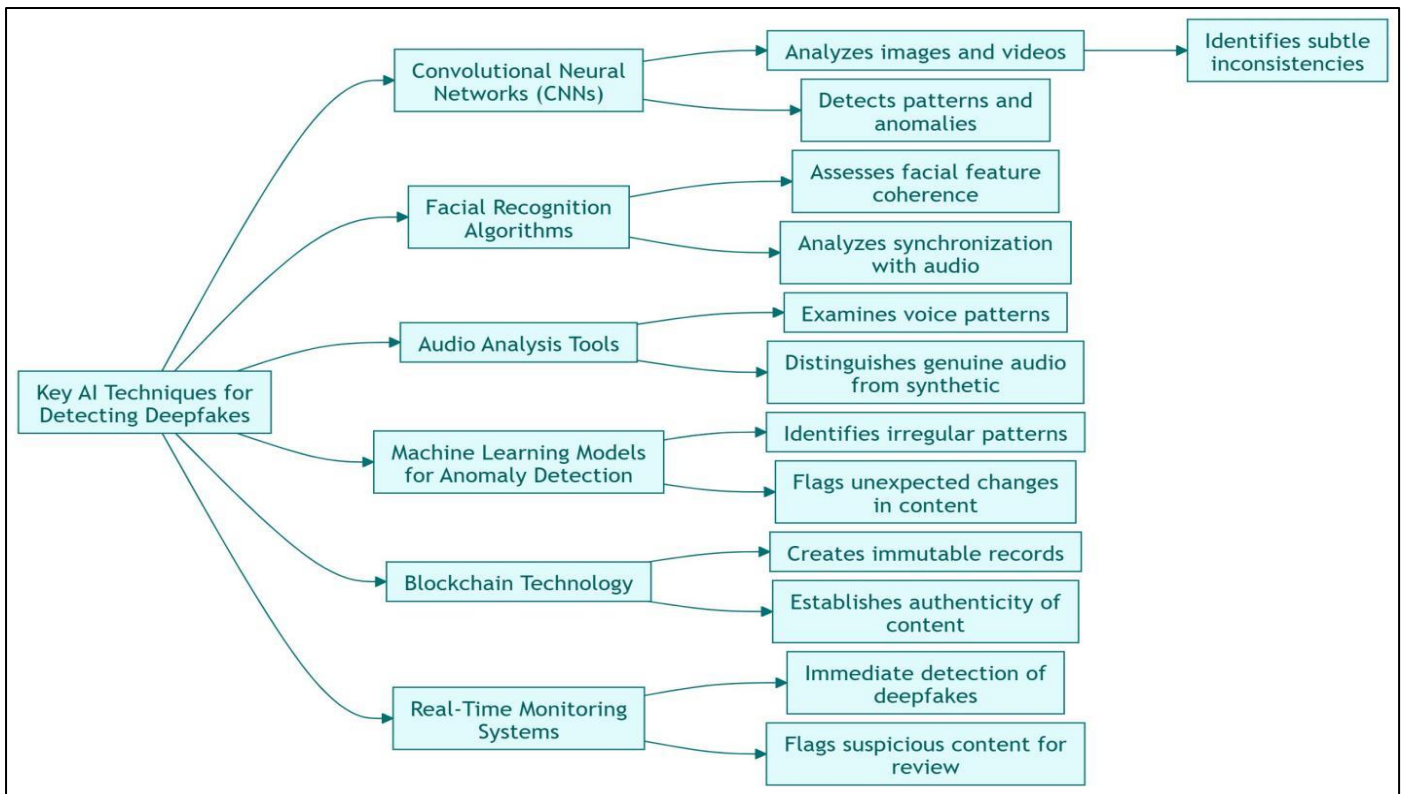 Key AI Techniques for
Detecting Deepfakes
Convolutional Neural
Networks (CNNs)
Analyzes images and videos
Identifies subtle
inconsistencies
Detects patterns and
anomalies
Facial Recognition
Algorithms
Assesses facial feature
coherence
Analyzes synchronization
with audio
Audio Analysis Tools
Examines voice patterns
Distinguishes genuine audio
from synthetic
Machine Learning Models
for Anomaly Detection
Identifies irregular patterns
Flags unexpected changes
in content
Blockchain Technology
Creates immutable records
Establishes authenticity of
content
Real-Time Monitoring
Systems
Immediate detection of
deepfakes
Flags suspicious content for
review